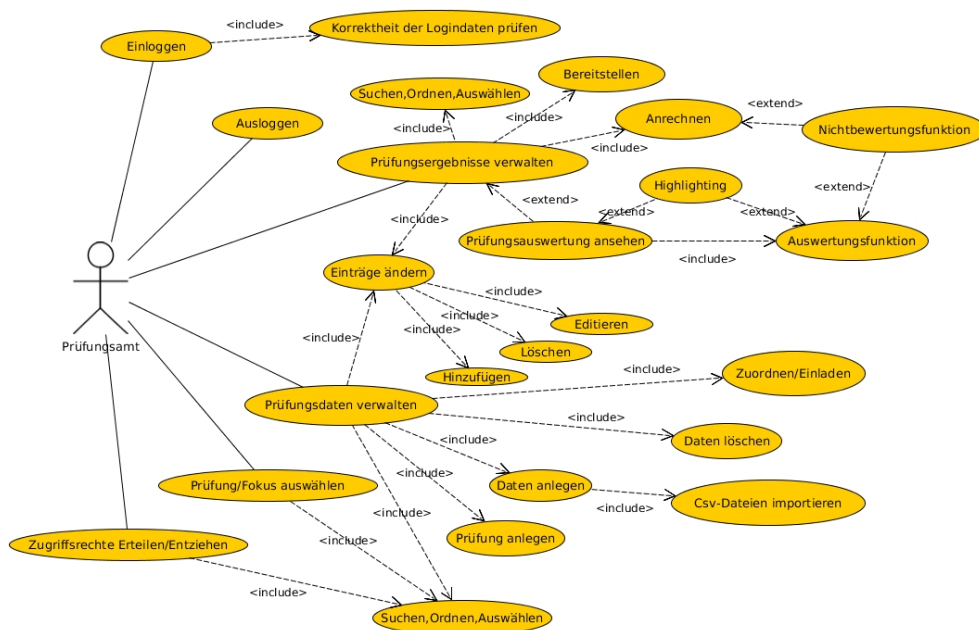 <include>
Korrektheit der Logindaten prüfen
Einloggen
Bereitstellen
Suchen,Ordnen,Auswählen
<extend>
Ausloggen
<include>
Anrechnen
<include>
Nichtbewertungsfunktion
<include>
Prüfungsergebnisse verwalten
Highlighting
<extend>
<extend>
<include>
<extend>
<extend>
Prüfungsauswertung ansehen
Auswertungsfunktion
<include>
Einträge ändern
<include>
Editieren
<include>
<include>
<include>
Löschen
Prüfungsamt
Hinzufügen
<include>
Zuordnen/Einladen
Prüfungsdaten verwalten
<include>
Daten löschen
<include>
<include>
Prüfung/Fokus auswählen
Daten anlegen
<include>
Csv-Dateien importieren
<include>
<include>
Prüfung anlegen
Zugriffsrechte Erteilen/Entziehen
<include>
Suchen,Ordnen,Auswählen